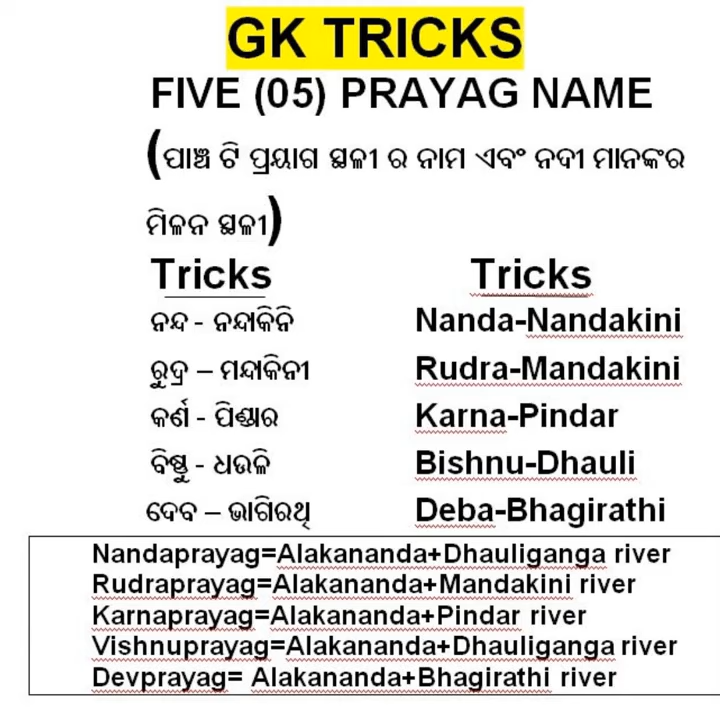 GK TRICKS
FIVE (05) PRAYAG NAME
(ପାଞ୍ଚ ଟି ପ୍ରୟାଗ ସ୍ଥଳୀ ର ନାମ ଏବଂ ନଦୀ ମାନଙ୍କର
ମିଳନ ସ୍ଥଳୀ)
Tricks Tricks
ନନ୍ଦ - ନନ୍ଦାକିନି Nanda-Nandakini
ରୁଦ୍ର – ମନ୍ଦାକିନୀ Rudra-Mandakini
କର୍ଣ - ପିଣ୍ଡାର Karna-Pindar
ବିଷ୍ଣୁ - ଧଉଳି Bishnu-Dhauli
ଦେବ – ଭାଗିରଥି Deba-Bhagirathi
Nandaprayag=Alakananda+Dhauliganga river
Rudraprayag=Alakananda+Mandakini river
Karnaprayag=Alakananda+Pindar river
Vishnuprayag=Alakananda+Dhauliganga river
Devprayag= Alakananda+Bhagirathi river